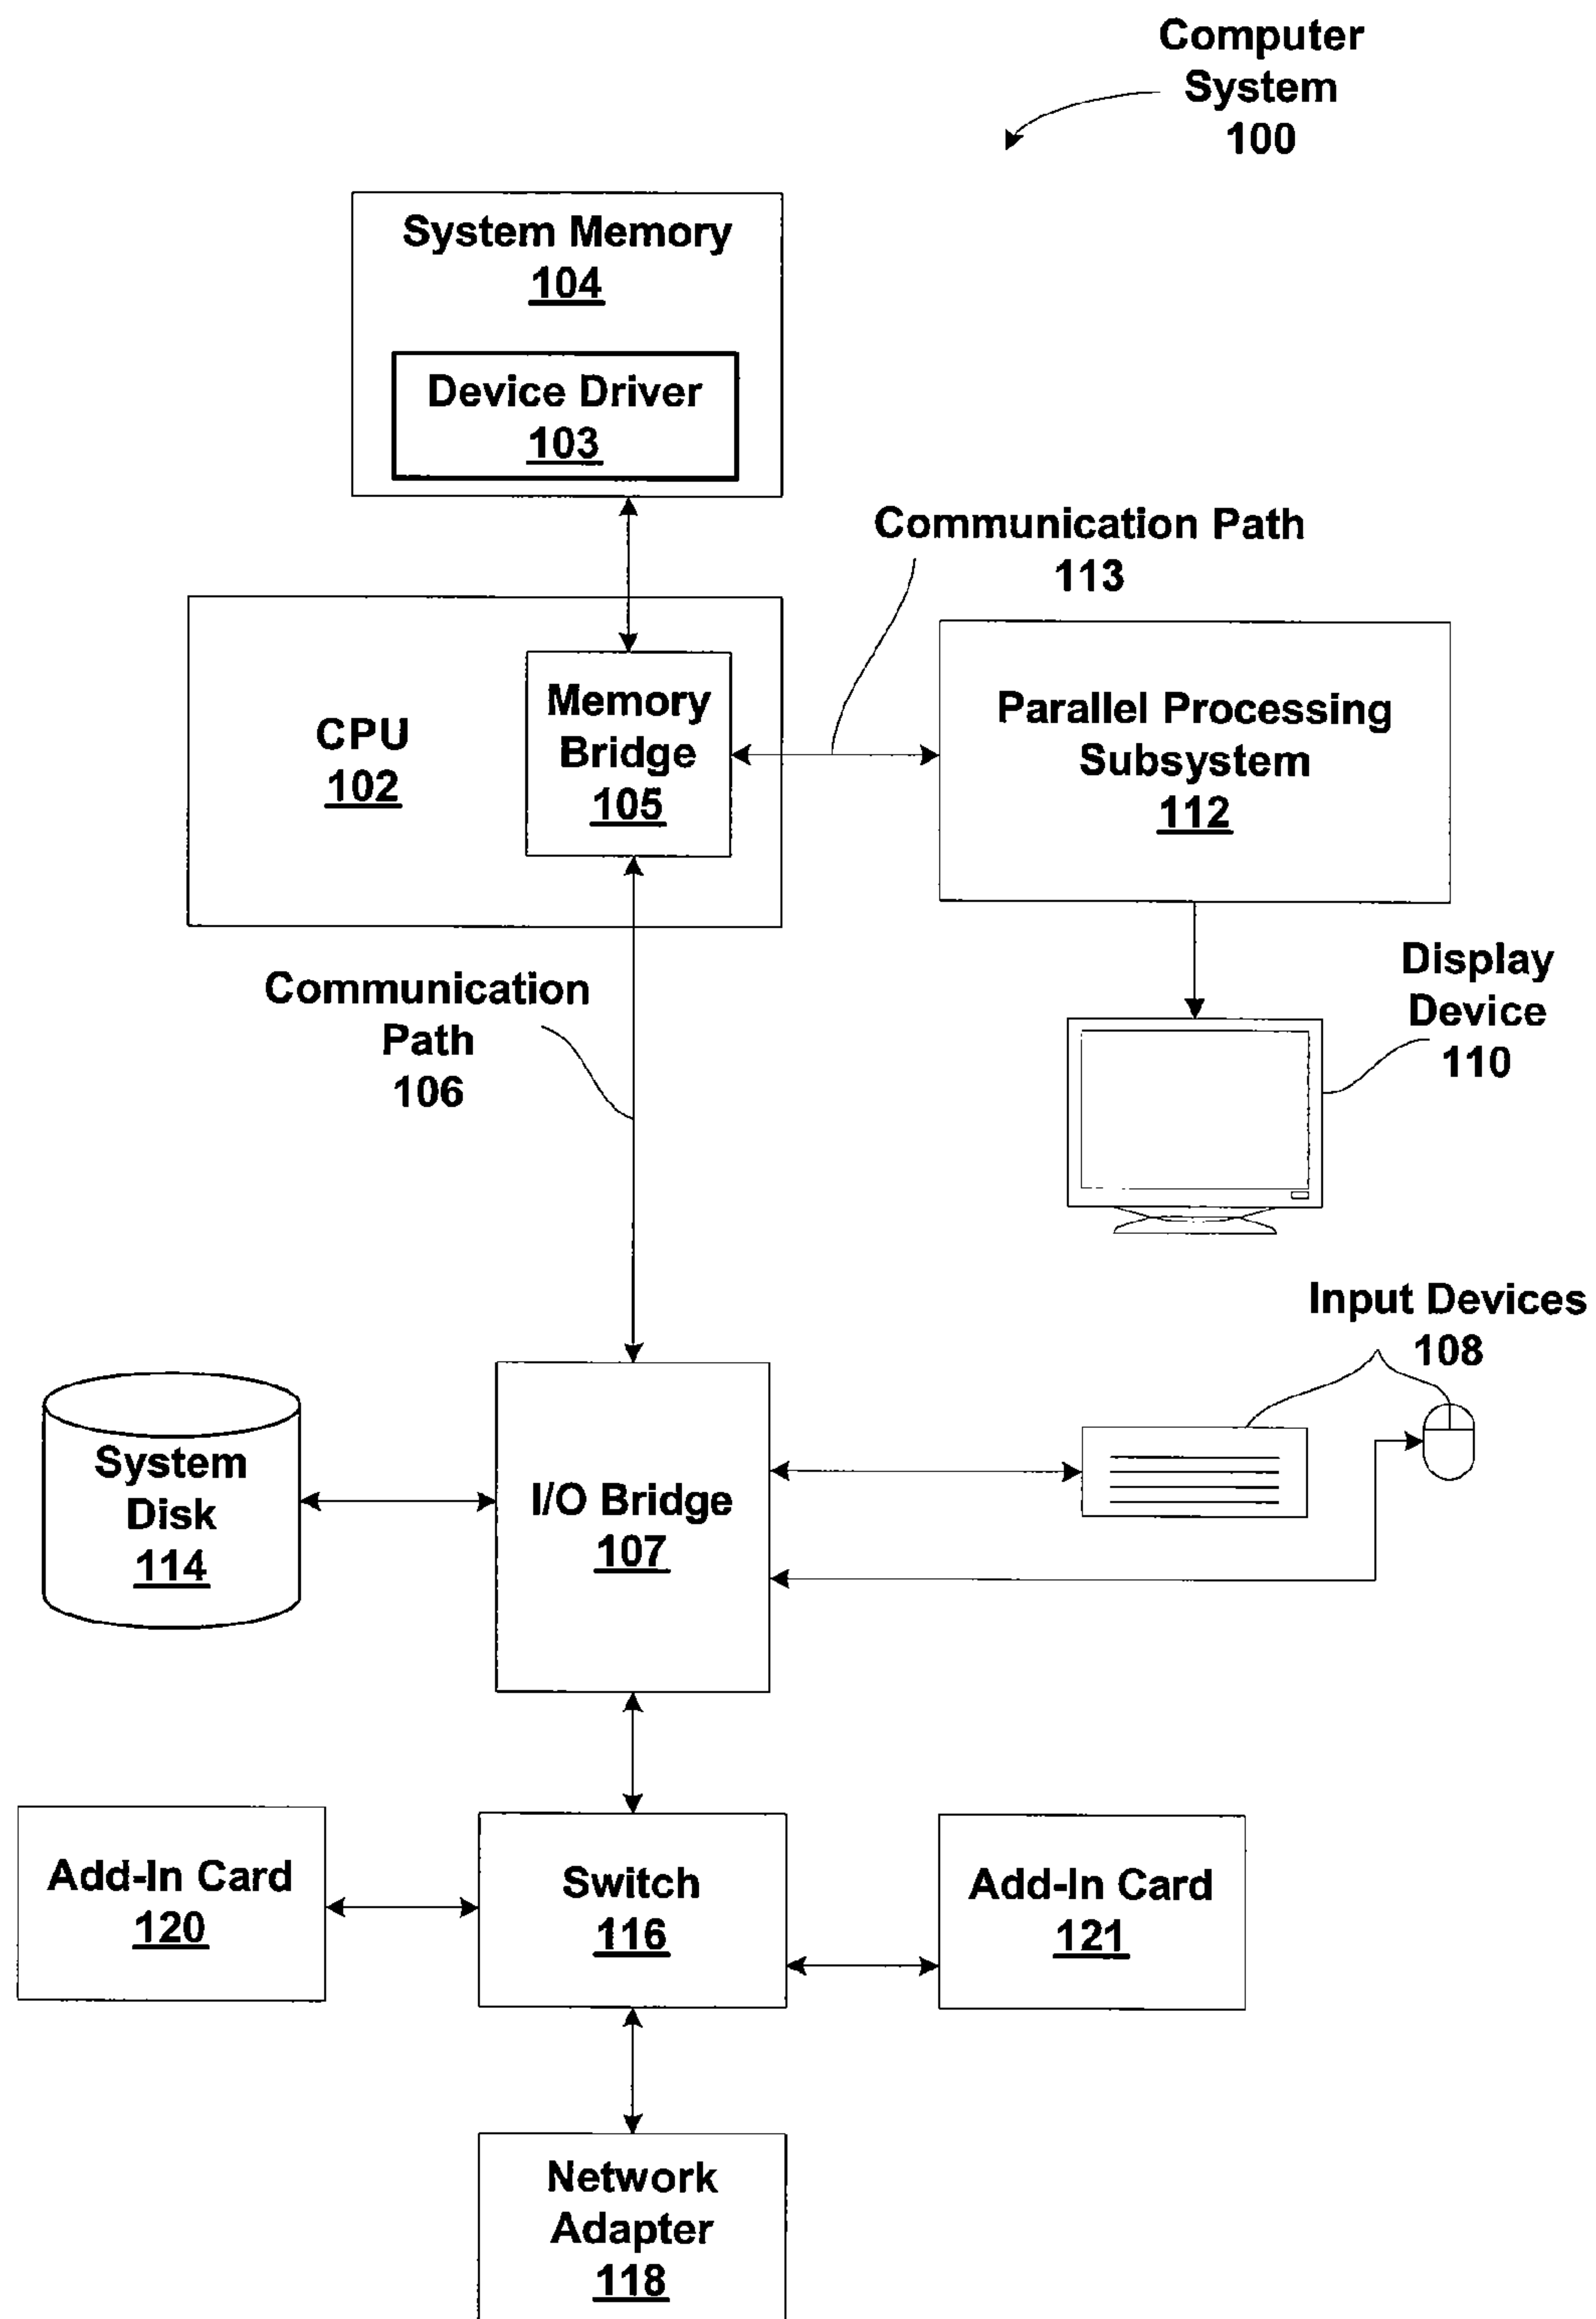 Computer
System
100
System Memory
104
Device Driver
103
Communication Path
113
CPU
102
Memory
Bridge
105
Parallel Processing
Subsystem
112
Communication
Path
106
Display
Device
110
Input Devices
108
System
Disk
114
I/O Bridge
107
Add-In Card
120
Switch
116
Add-In Card
121
Network
Adapter
118